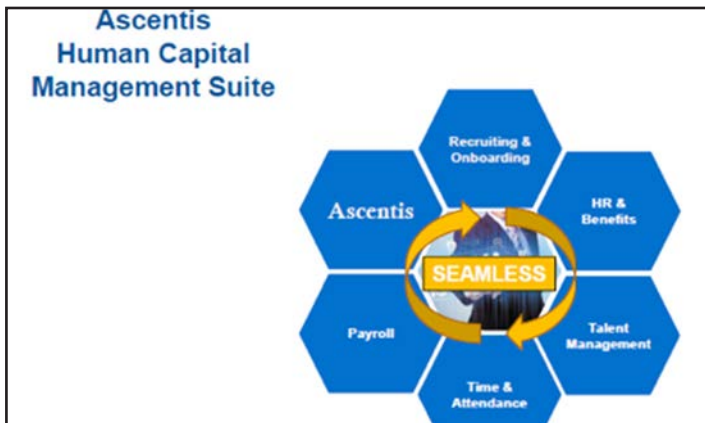 Ascentis
Human Capital
Management Suite
Recruiting &
Onboarding
Ascentis
HR &
Benefits
SEAMLESS
Payroll
Talent
Management
Time &
Attendance